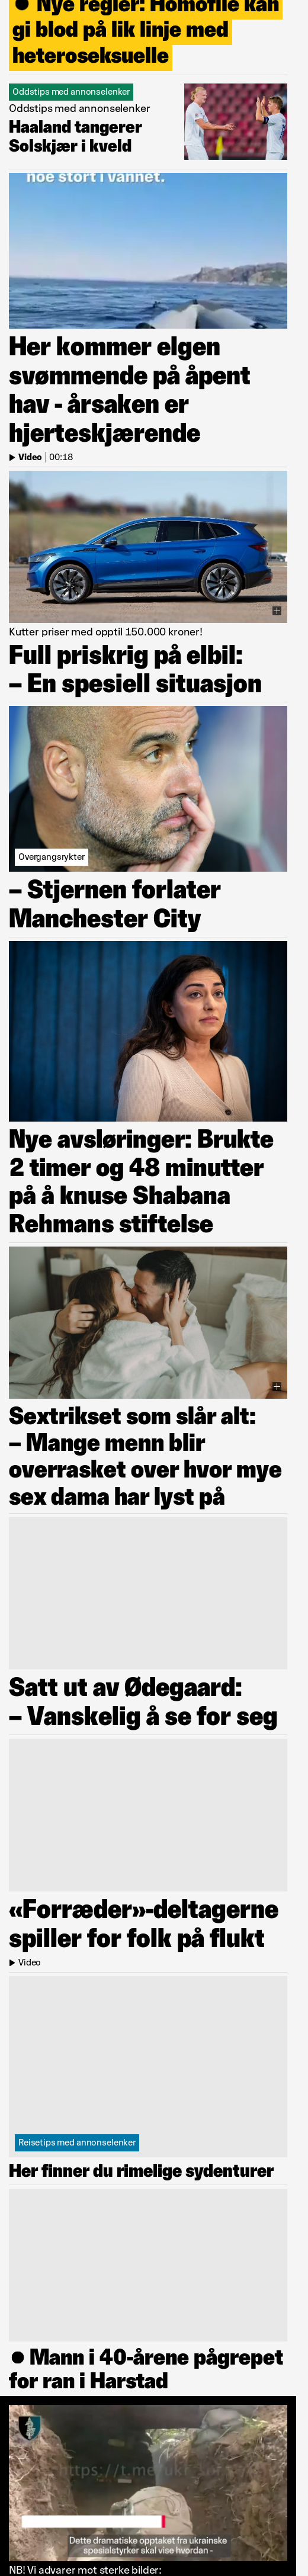 ● Nye regler: Homofile kan
gi blod på lik linje med
heteroseksuelle
Oddstips med annonselenker
Oddstips med annonselenker
Haaland tangerer
Solskjær i kveld
noe stort i vannet.
Her kommer elgen
svømmende på åpent
hav - årsaken er
hjerteskjærende
Video | 00:18
Kutter priser med opptil 150.000 kroner!
Full priskrig på elbil:
– En spesiell situasjon
Overgangsrykter
– Stjernen forlater
Manchester City
Nye avsløringer: Brukte
2 timer og 48 minutter
på å knuse Shabana
Rehmans stiftelse
Sextrikset som slår alt:
– Mange menn blir
overrasket over hvor mye
sex dama har lyst på
Satt ut av Ødegaard:
– Vanskelig å se for seg
«Forræder»-deltagerne
spiller for folk på flukt
Video
Reisetips med annonselenker
Her finner du rimelige sydenturer
● Mann i 40-årene pågrepet
for ran i Harstad
Dette dramatiske opptaket fra ukrainske
spesialstyrker skal vise hvordan -
NB! Vi advarer mot sterke bilder: